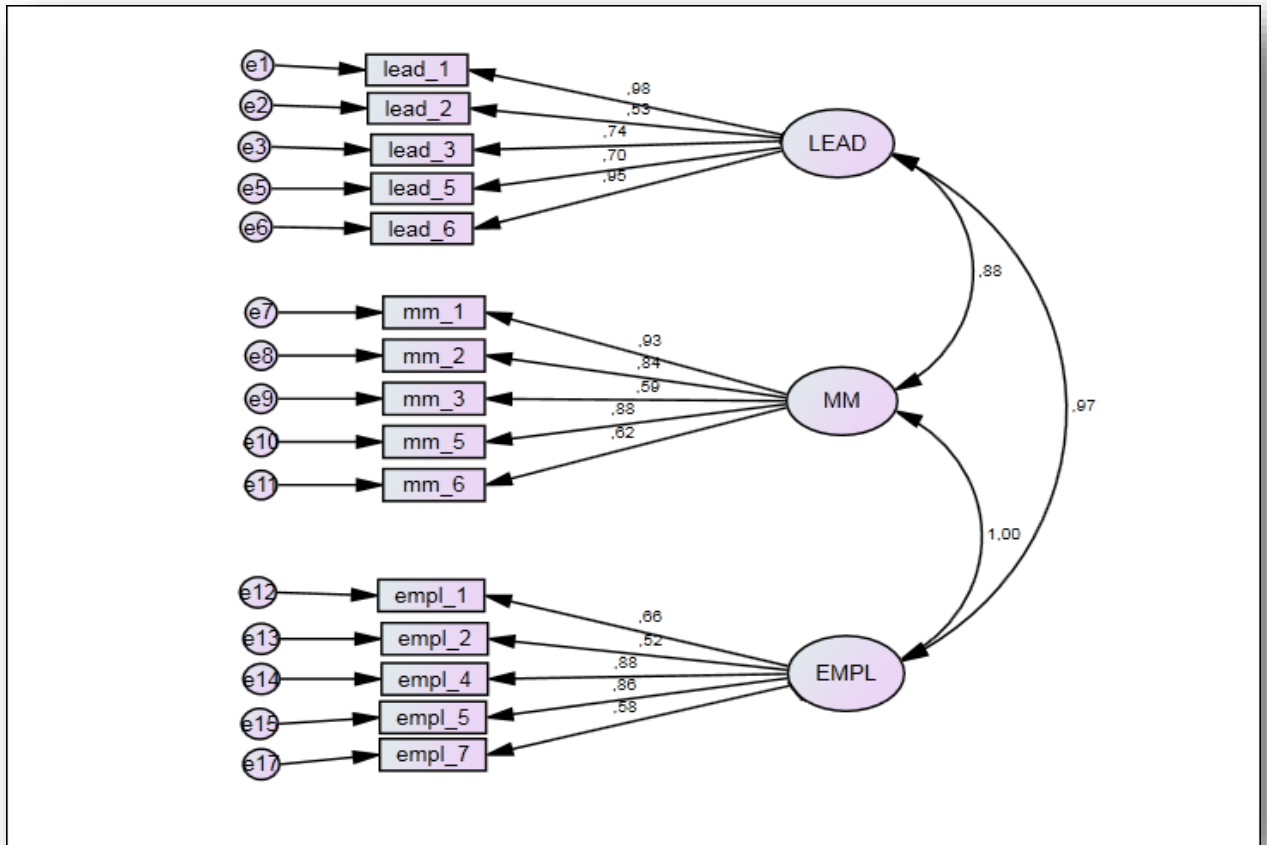 e1 lead_1
,98
e2 lead_2
,53
e3 lead_3
,74
e5 lead_5
,70
e6 lead_6
,95
LEAD
,88
e7 mm_1
,93
e8 mm_2
,84
e9 mm_3
,59
e10 mm_5
,88
e11 mm_6
,62
MM
,97
1,00
e12 empl_1
,66
e13 empl_2
,52
e14 empl_4
,88
e15 empl_5
,86
e17 empl_7
,58
EMPL